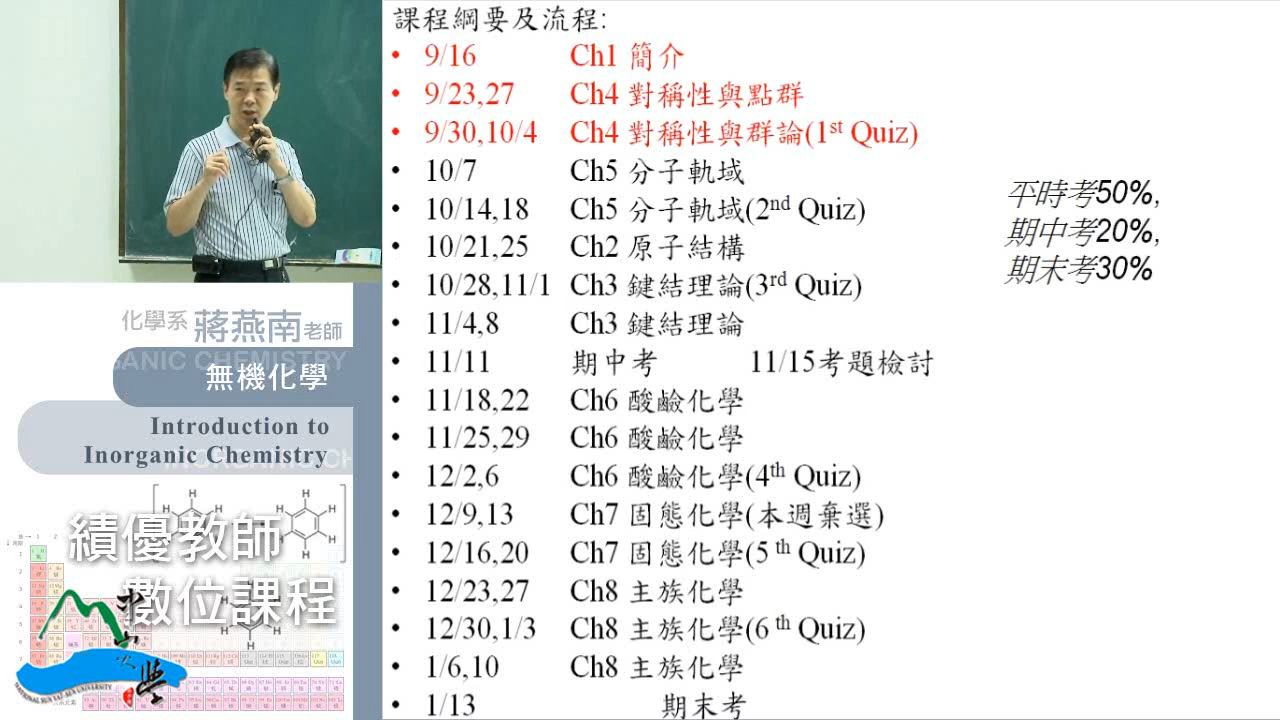 課程綱要及流程:
• 9/16 Ch1 簡介
• 9/23,27 Ch4 對稱性與點群
• 9/30,10/4 Ch4 對稱性與群論(1st Quiz)
• 10/7 Ch5 分子軌域
• 10/14,18 Ch5 分子軌域(2nd Quiz)
• 10/21,25 Ch2 原子結構
• 10/28,11/1 Ch3 鍵結理論(3rd Quiz)
• 11/4,8 Ch3 鍵結理論
• 11/11 期中考 11/15考題檢討
• 11/18,22 Ch6 酸鹼化學
• 11/25,29 Ch6 酸鹼化學
• 12/2,6 Ch6 酸鹼化學(4th Quiz)
• 12/9,13 Ch7 固態化學(本週棄選)
• 12/16,20 Ch7 固態化學(5 th Quiz)
• 12/23,27 Ch8 主族化學
• 12/30,1/3 Ch8 主族化學(6 th Quiz)
• 1/6,10 Ch8 主族化學
• 1/13 期末考
平時考50%,
期中考20%,
期末考30%
化學系 蔣燕南老師
無機化學
Introduction to
Inorganic Chemistry
績優教師
數位課程